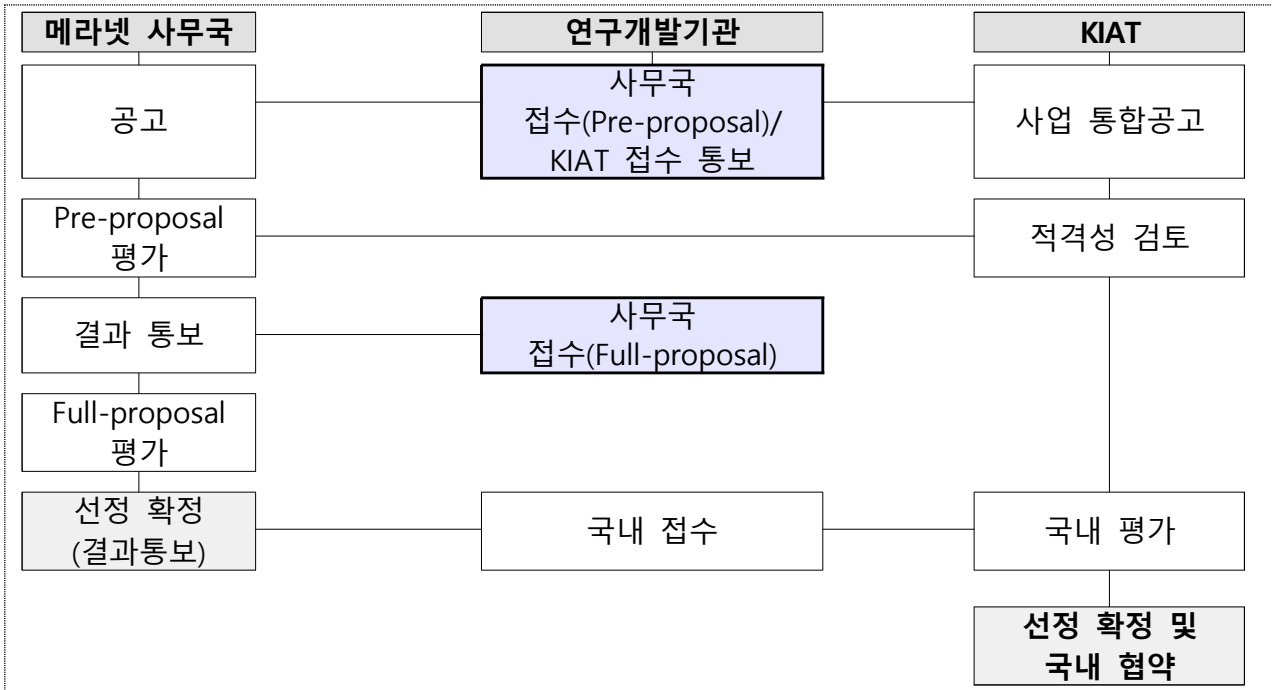 메라넷 사무국
연구개발기관
KIAT
공고
사무국
접수(Pre-proposal)/
KIAT 접수 통보
사업 통합공고
Pre-proposal
평가
적격성 검토
결과 통보
사무국
접수(Full-proposal)
Full-proposal
평가
선정 확정
(결과통보)
국내 접수
국내 평가
선정 확정 및
국내 협약